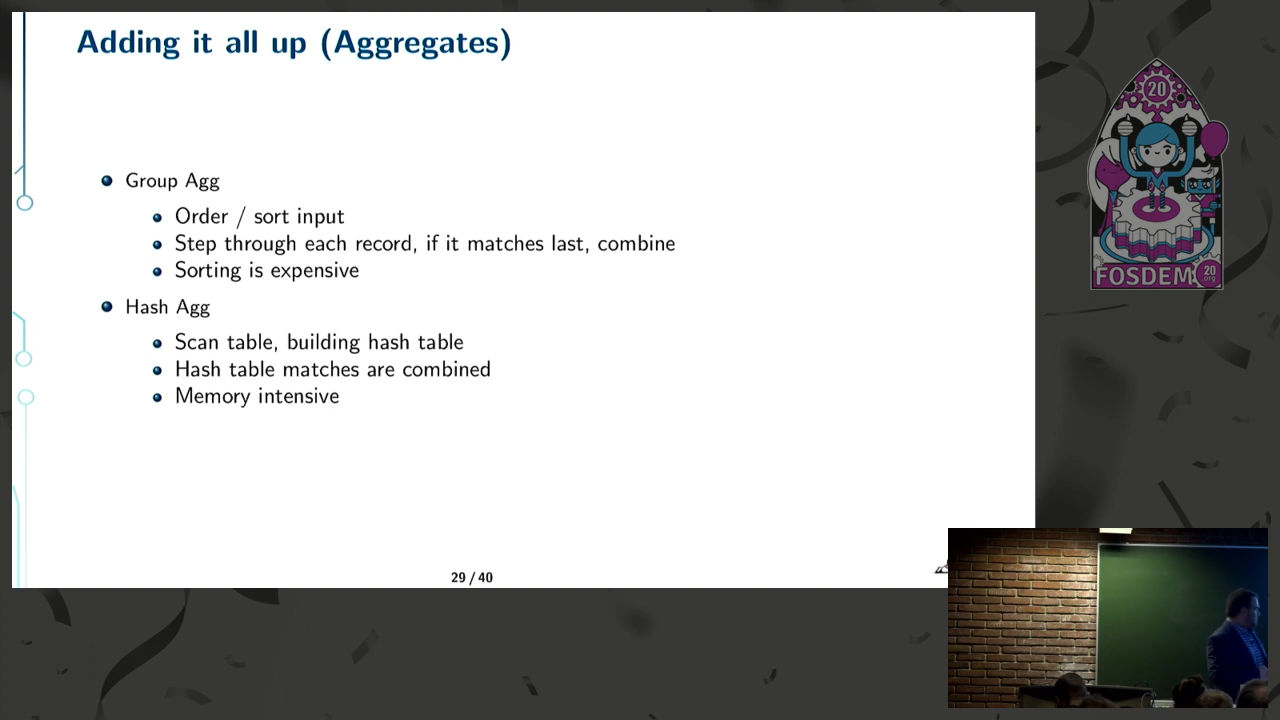 Adding it all up (Aggregates)
Group Agg
Order / sort input
Step through each record, if it matches last, combine
Sorting is expensive
Hash Agg
Scan table, building hash table
Hash table matches are combined
Memory intensive
29 / 40
20
FOSDEM
20
.org